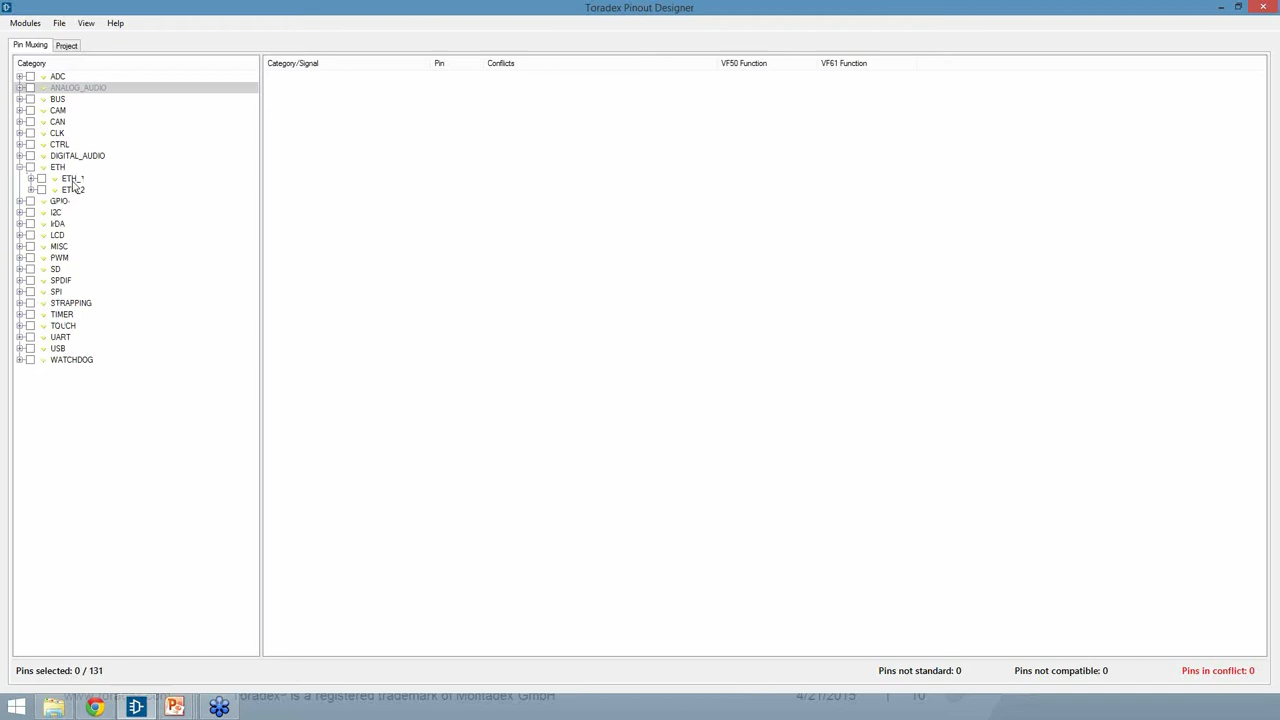 Toradex Pinout Designer
Modules File View Help
Pin Muxing Project
Category
ADC
ANALOG_AUDIO
BUS
CAM
CAN
CLK
CTRL
DIGITAL_AUDIO
ETH
ETH_1
ETH_2
GPIO
I2C
IrDA
LCD
MISC
PWM
SD
SPDIF
SPI
STRAPPING
TIMER
TOUCH
UART
USB
WATCHDOG
Category/Signal Pin Conflicts VF50 Function VF61 Function
Pins selected: 0 / 131 Pins not standard: 0 Pins not compatible: 0 Pins in conflict: 0
Toradex® is a registered trademark of Montadex GmbH 4/21/2015 | 10